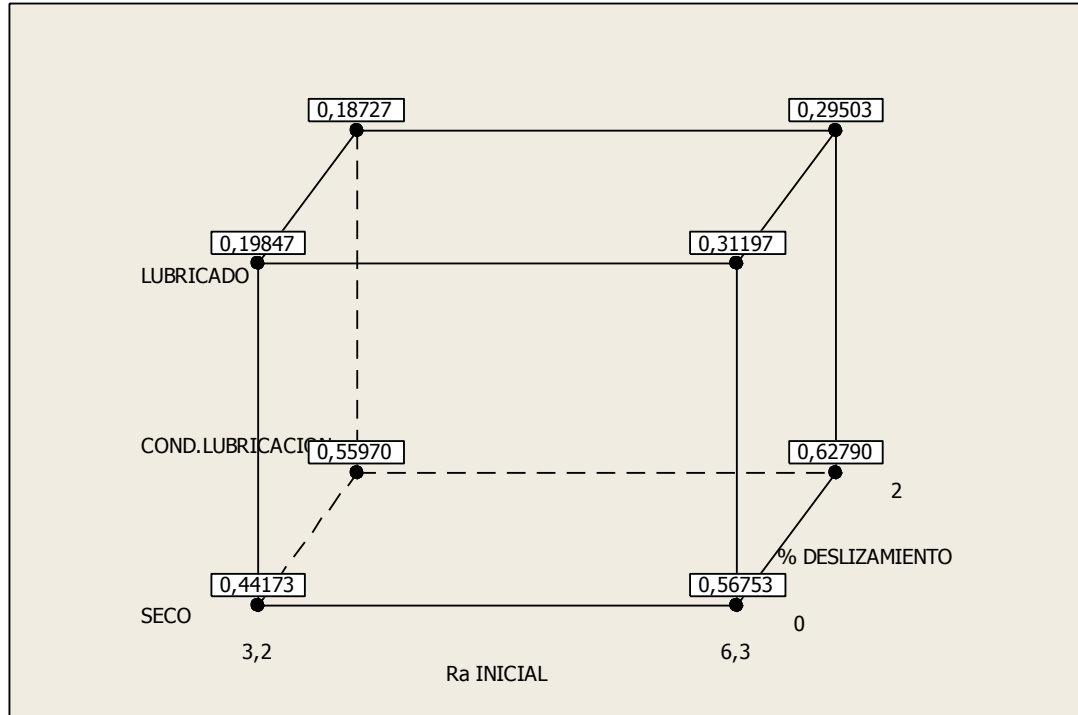 0,18727
0,29503
0,19847
0,31197
LUBRICADO
COND.LUBRICACION
0,55970
0,62790
2
% DESLIZAMIENTO
0,44173
0,56753
SECO
0
3,2
6,3
Ra INICIAL